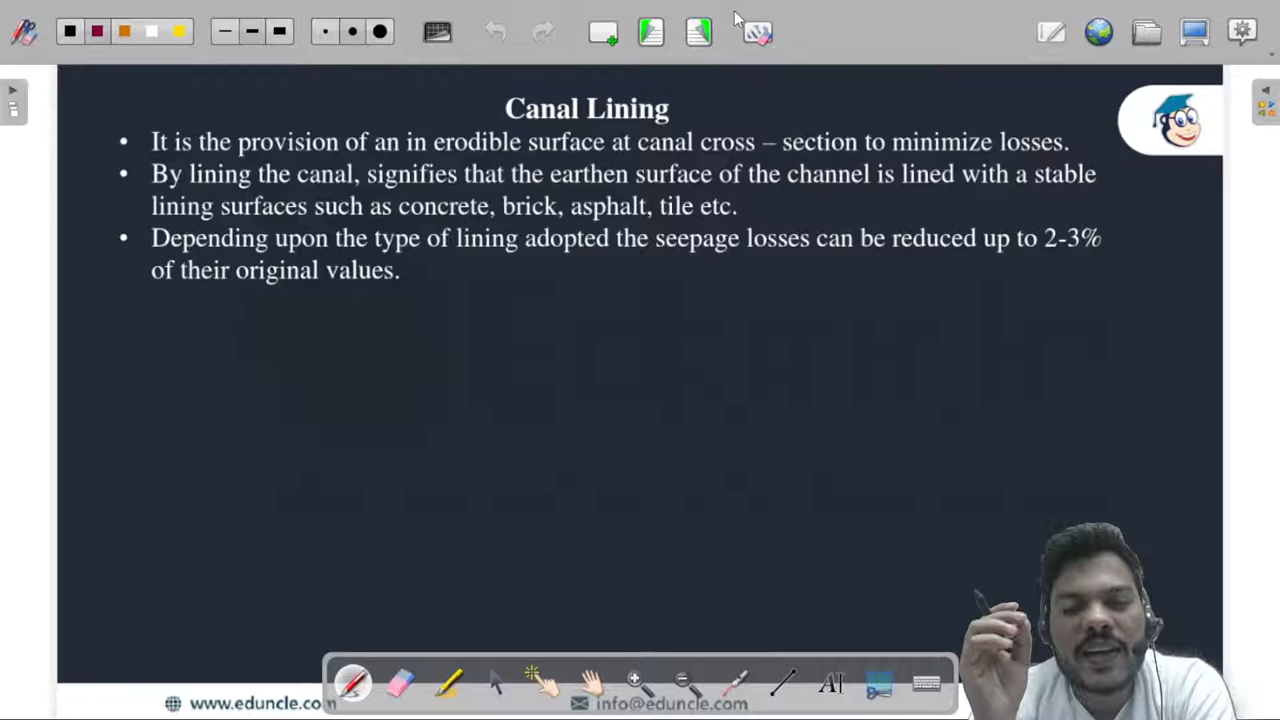 Canal Lining
• It is the provision of an in erodible surface at canal cross – section to minimize losses.
• By lining the canal, signifies that the earthen surface of the channel is lined with a stable
lining surfaces such as concrete, brick, asphalt, tile etc.
• Depending upon the type of lining adopted the seepage losses can be reduced up to 2-3%
of their original values.
www.eduncle.com
info@eduncle.com